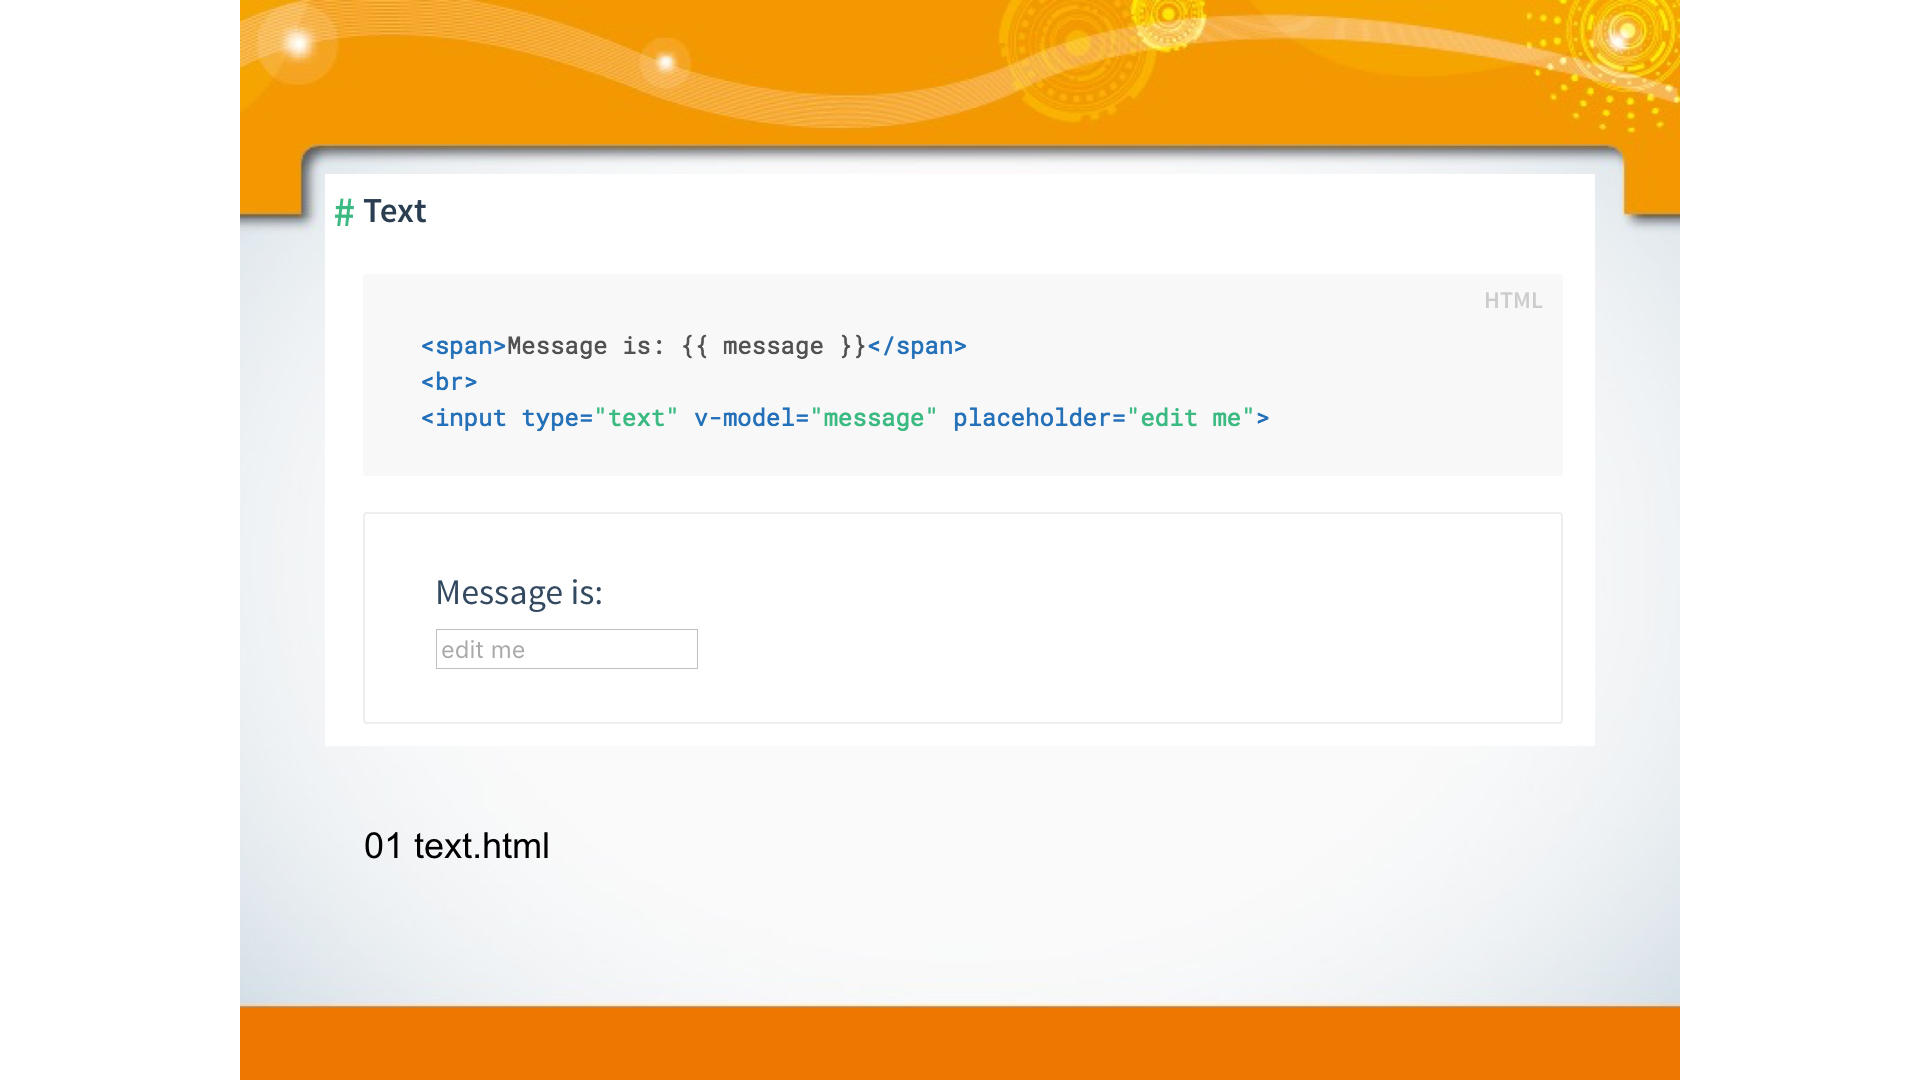 # Text
HTML
<span>Message is: {{ message }}</span>
<br>
<input type="text" v-model="message" placeholder="edit me">
Message is:
edit me
01 text.html